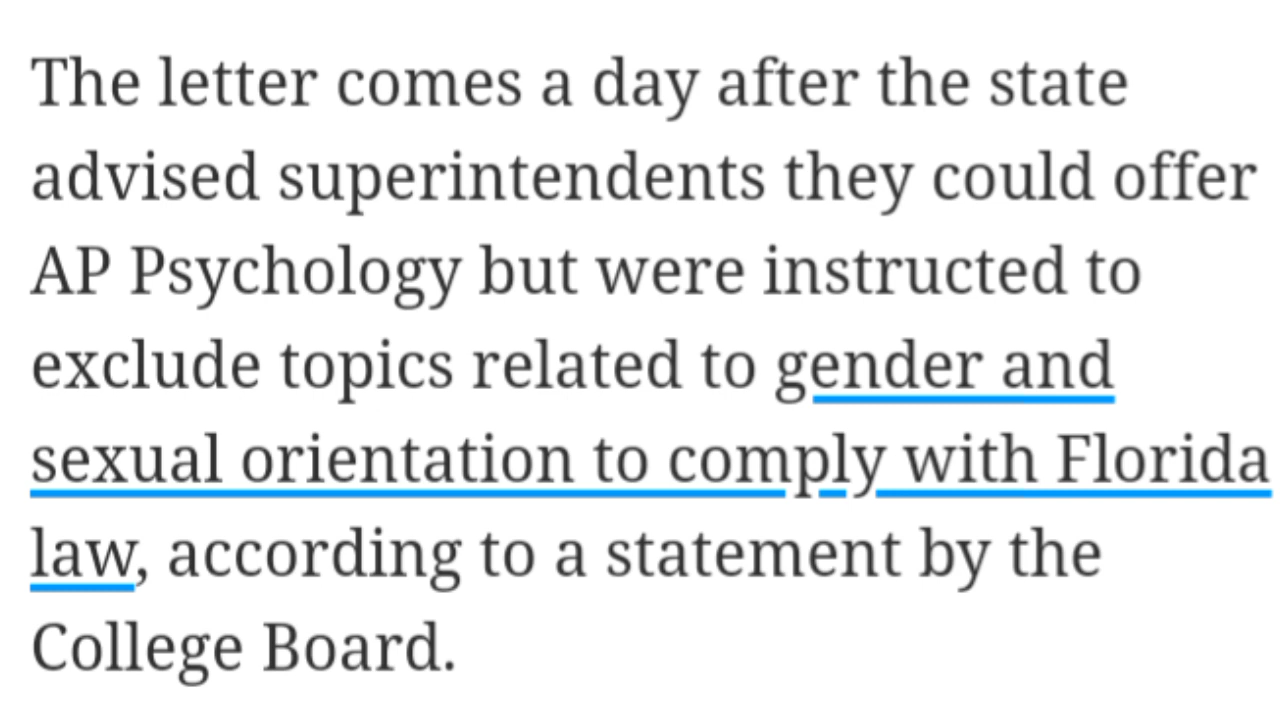 The letter comes a day after the state
advised superintendents they could offer
AP Psychology but were instructed to
exclude topics related to gender and
sexual orientation to comply with Florida
law, according to a statement by the
College Board.